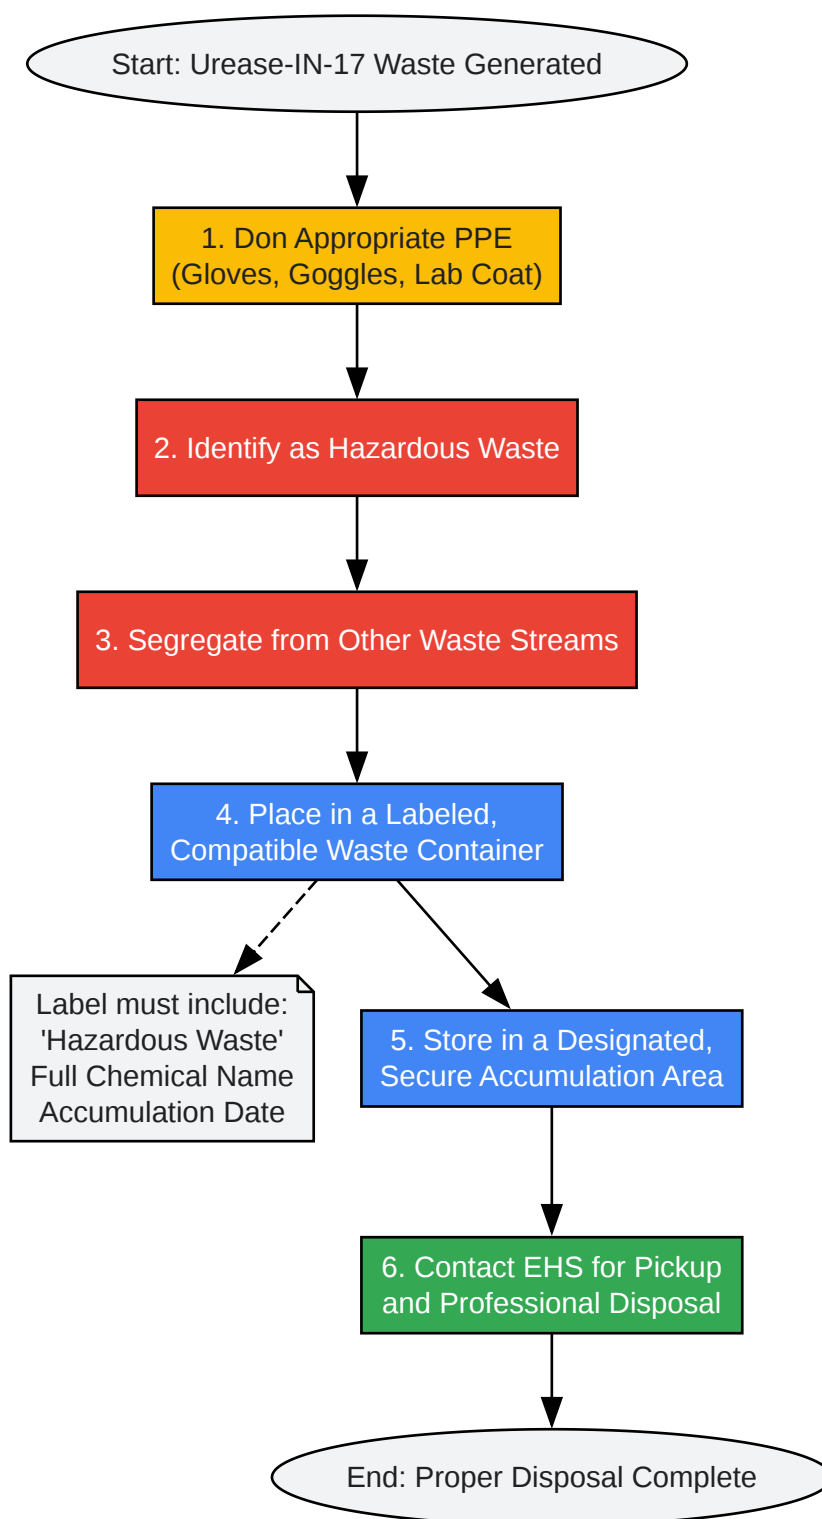 Start: Urease-IN-17 Waste Generated
1. Don Appropriate PPE
(Gloves, Goggles, Lab Coat)
2. Identify as Hazardous Waste
3. Segregate from Other Waste Streams
4. Place in a Labeled,
Compatible Waste Container
Label must include:
'Hazardous Waste'
Full Chemical Name
Accumulation Date
5. Store in a Designated,
Secure Accumulation Area
6. Contact EHS for Pickup
and Professional Disposal
End: Proper Disposal Complete